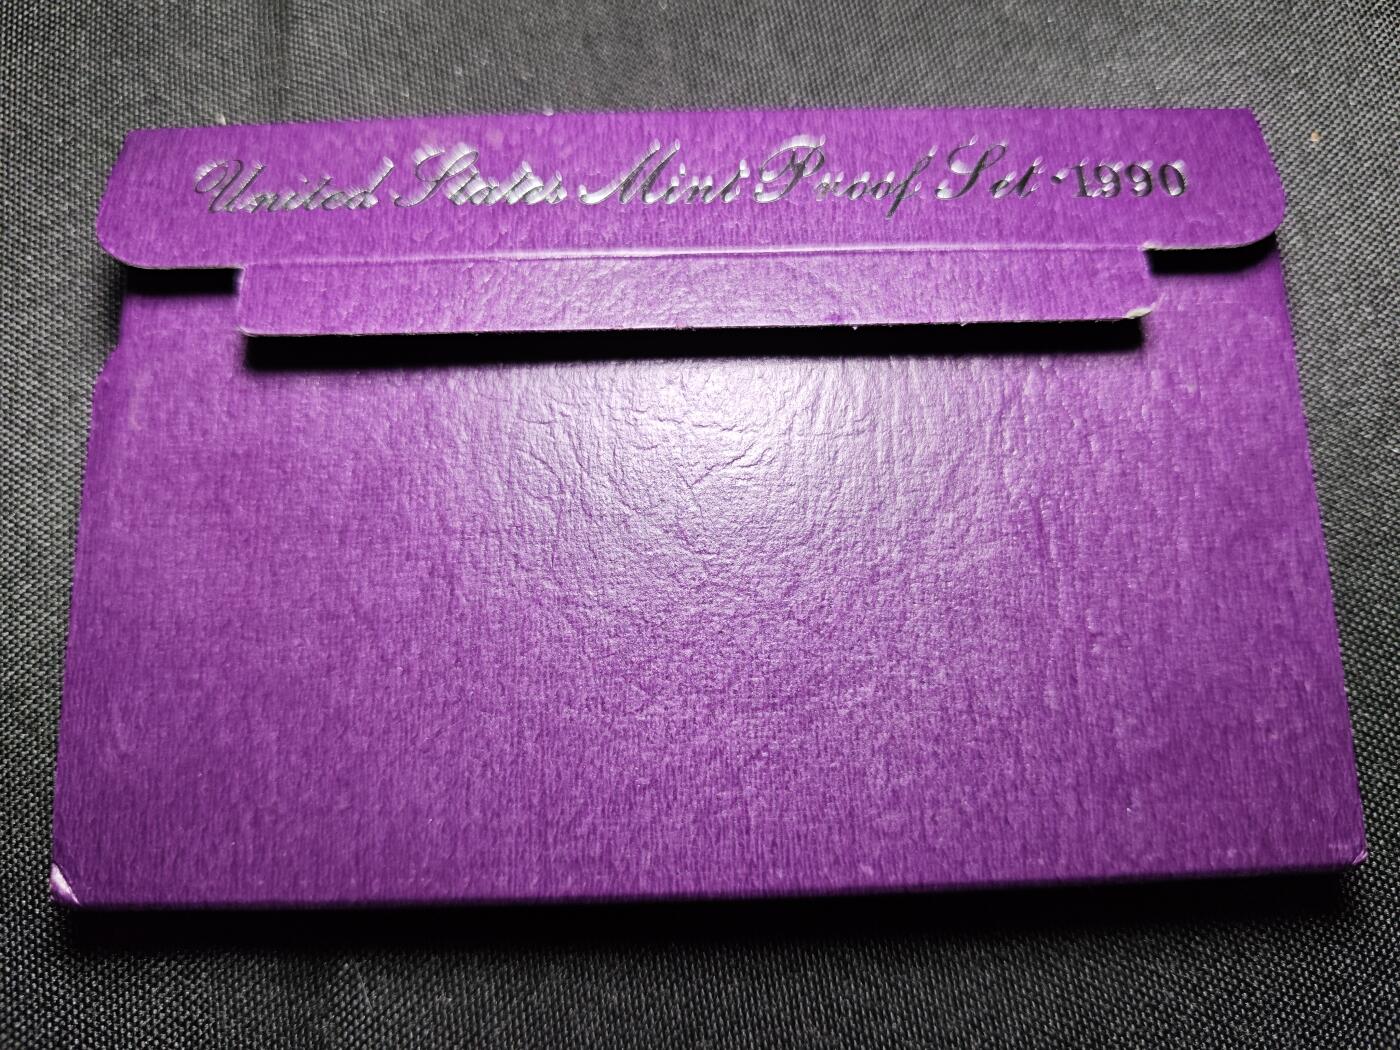 United States Mint Proof Set · 1990